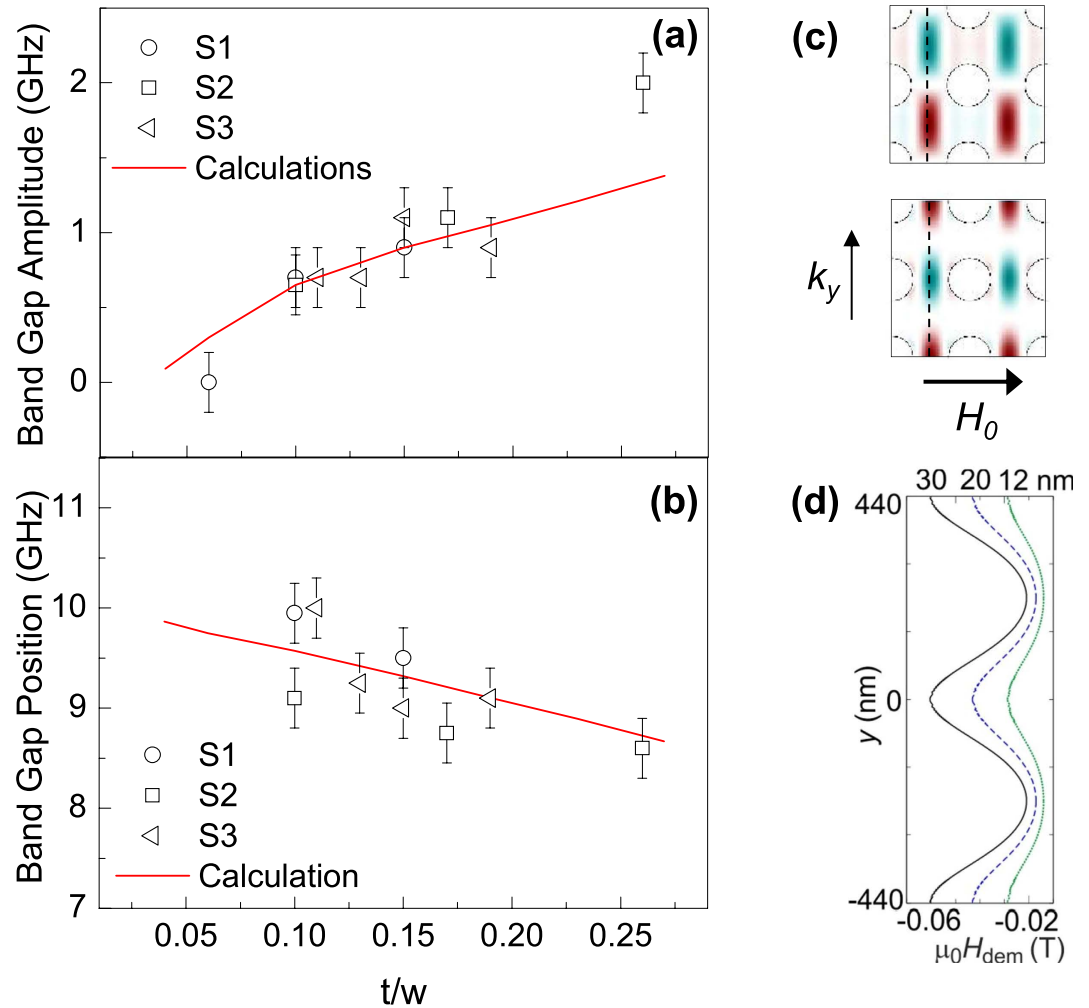 (a)
S1
S2
S3
Calculations
2
1
0
Band Gap Amplitude (GHz)
(b)
S1
S2
S3
Calculation
11
10
9
8
7
Band Gap Position (GHz)
0.05 0.10 0.15 0.20 0.25
t/w
(c)
k_y
H_0
(d)
30 20 12 nm
440
0
-440
y (nm)
-0.06 -0.02
μ₀H_dem (T)